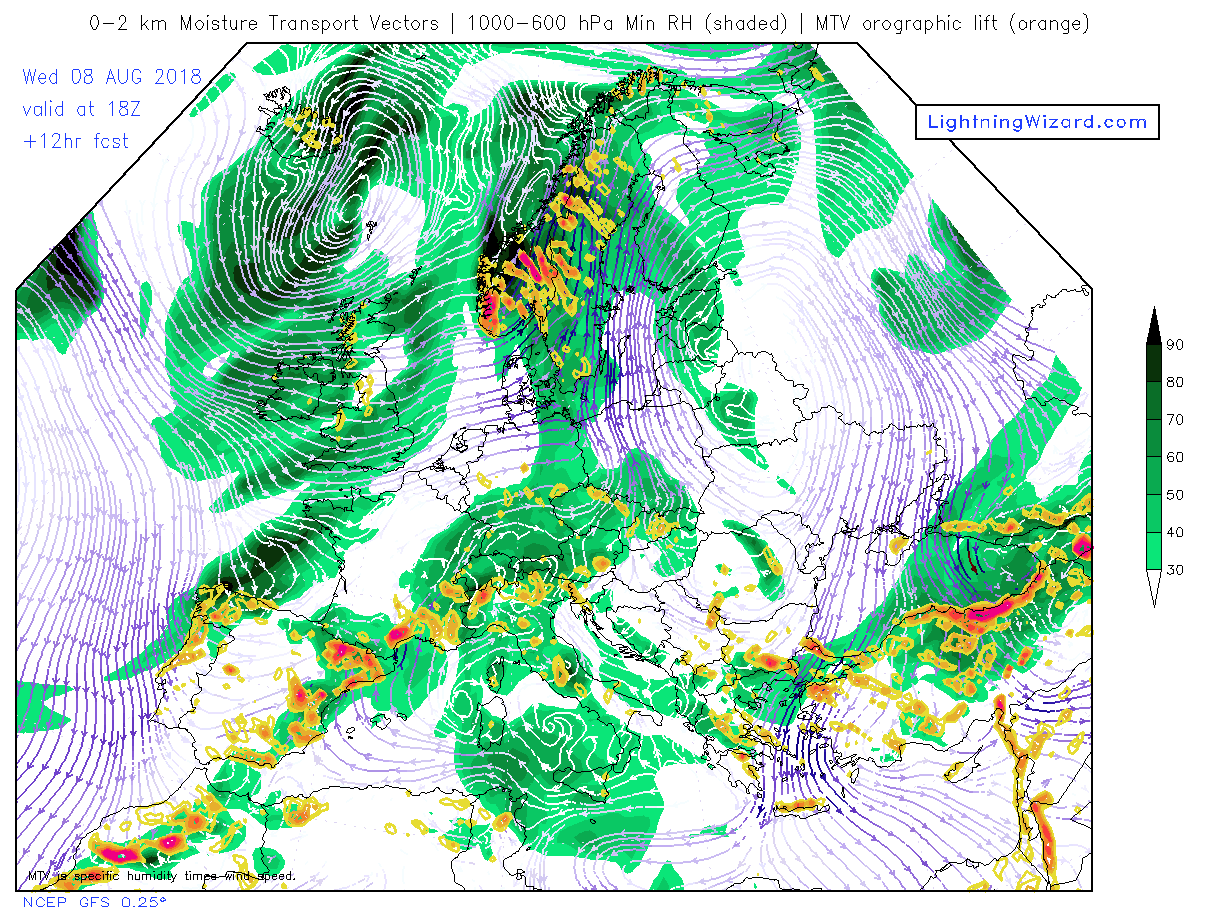 0-2 km Moisture Transport Vectors | 1000-600 hPa Min RH (shaded) | MTV orographic lift (orange)
Wed 08 AUG 2018
valid at 18Z
+12hr fcst
LightningWizard.com
90
80
70
60
50
40
30
MTV is specific humidity times wind speed.
NCEP GFS 0.25°